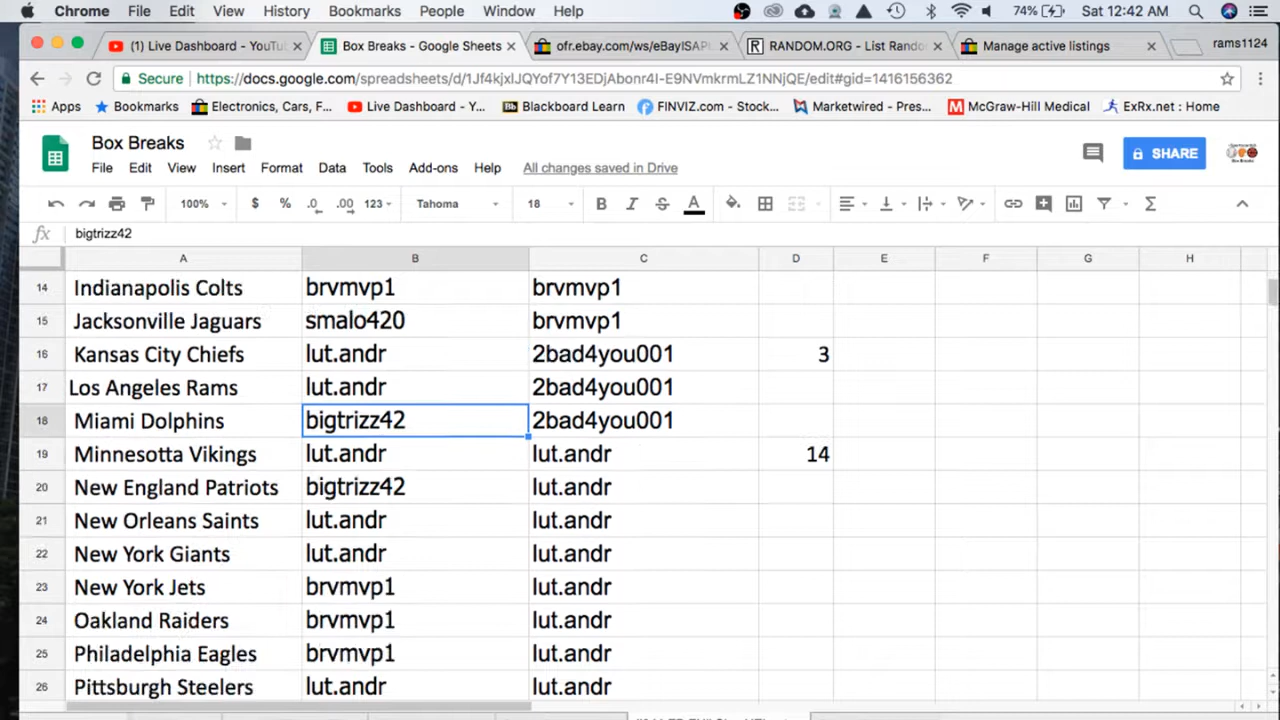 Chrome File Edit View History Bookmarks People Window Help 74% Sat 12:42 AM
(1) Live Dashboard - YouTu Box Breaks - Google Sheets ofr.ebay.com/ws/eBayISAPI RANDOM.ORG - List Rando Manage active listings rams1124
Secure https://docs.google.com/spreadsheets/d/1Jf4kjxlJQYof7Y13EDjAbonr4I-E9NVmkrmLZ1NNjQE/edit#gid=1416156362
Apps Bookmarks Electronics, Cars, F... Live Dashboard - Y... Blackboard Learn FINVIZ.com - Stock... Marketwired - Pres... McGraw-Hill Medical ExRx.net : Home
Box Breaks
File Edit View Insert Format Data Tools Add-ons Help All changes saved in Drive
SHARE
100% $ % .0 .00 123 Tahoma 18 B I S A
fx bigtrizz42
A B C D E F G H
14 Indianapolis Colts brvmvp1 brvmvp1
15 Jacksonville Jaguars smalo420 brvmvp1
16 Kansas City Chiefs lut.andr 2bad4you001 3
17 Los Angeles Rams lut.andr 2bad4you001
18 Miami Dolphins bigtrizz42 2bad4you001
19 Minnesotta Vikings lut.andr lut.andr 14
20 New England Patriots bigtrizz42 lut.andr
21 New Orleans Saints lut.andr lut.andr
22 New York Giants lut.andr lut.andr
23 New York Jets brvmvp1 lut.andr
24 Oakland Raiders brvmvp1 lut.andr
25 Philadelphia Eagles brvmvp1 lut.andr
26 Pittsburgh Steelers lut.andr lut.andr